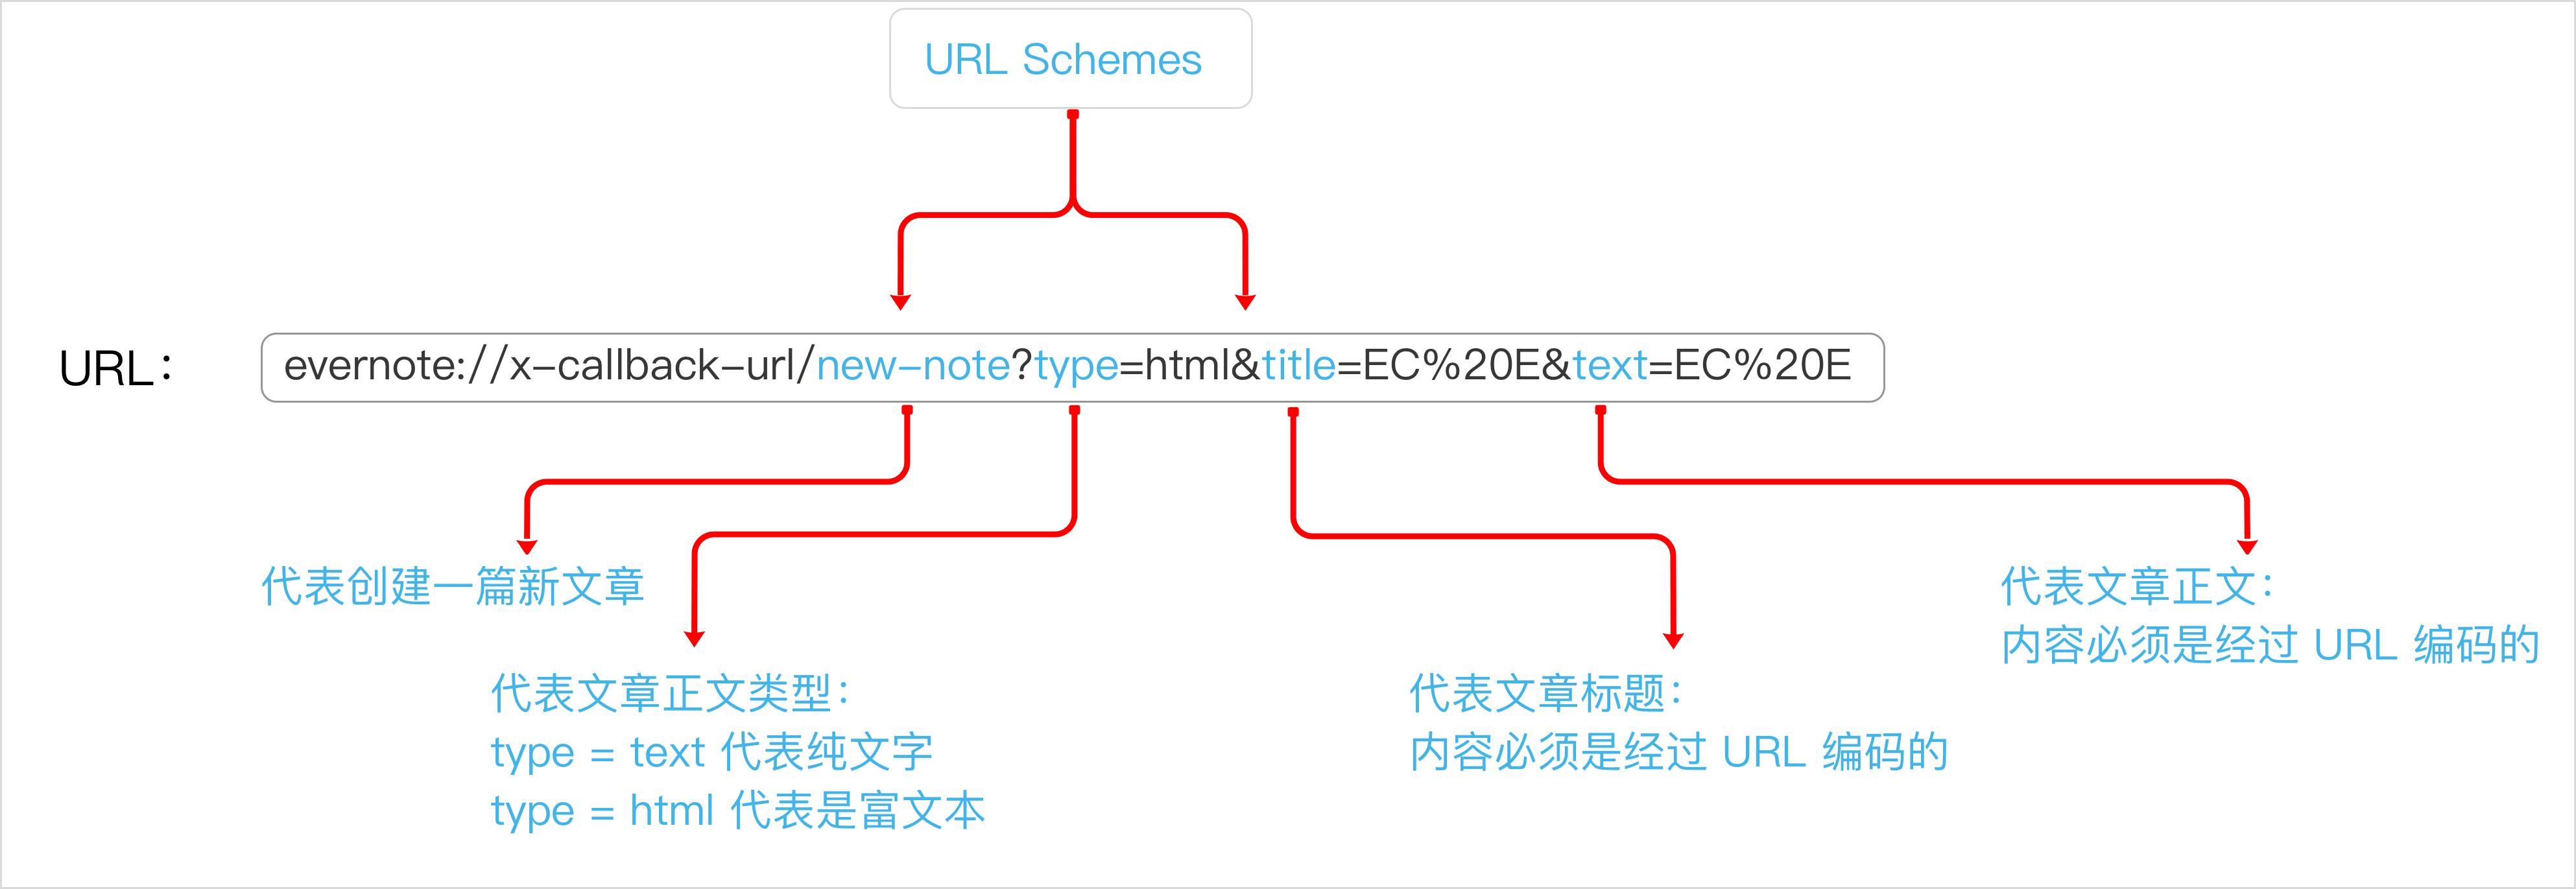 URL Schemes
URL：
evernote://x-callback-url/new-note?type=html&title=EC%20E&text=EC%20E
代表创建一篇新文章
代表文章正文类型：
type = text 代表纯文字
type = html 代表是富文本
代表文章标题：
内容必须是经过 URL 编码的
代表文章正文：
内容必须是经过 URL 编码的